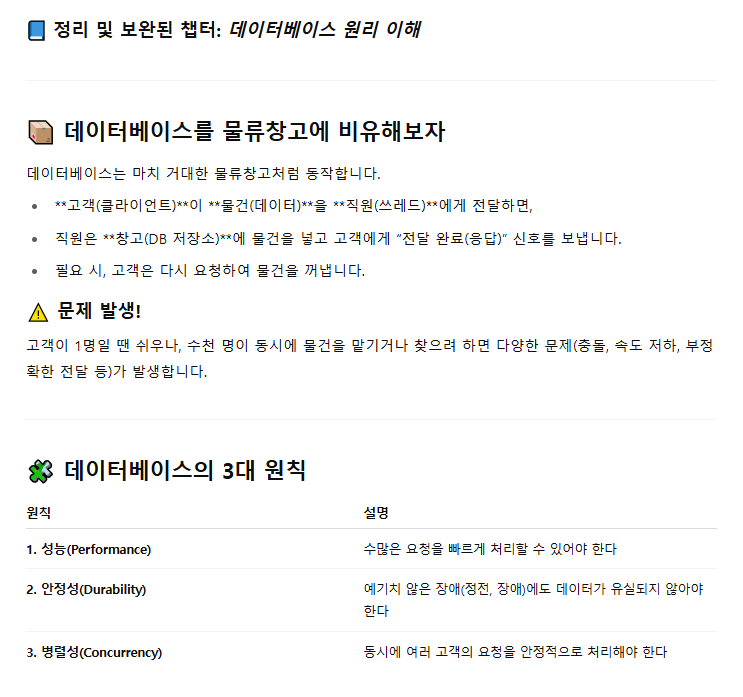 정리 및 보완된 챕터: 데이터베이스 원리 이해
데이터베이스를 물류창고에 비유해보자
데이터베이스는 마치 거대한 물류창고처럼 동작합니다.
• **고객(클라이언트)**이 **물건(데이터)**을 **직원(쓰레드)**에게 전달하면,
• 직원은 **창고(DB 저장소)**에 물건을 넣고 고객에게 “전달 완료(응답)” 신호를 보냅니다.
• 필요 시, 고객은 다시 요청하여 물건을 꺼냅니다.
문제 발생!
고객이 1명일 땐 쉬우나, 수천 명이 동시에 물건을 맡기거나 찾으려 하면 다양한 문제(충돌, 속도 저하, 부정
확한 전달 등)가 발생합니다.
데이터베이스의 3대 원칙
원칙 설명
1. 성능(Performance) 수많은 요청을 빠르게 처리할 수 있어야 한다
2. 안정성(Durability) 예기치 않은 장애(정전, 장애)에도 데이터가 유실되지 않아야
한다
3. 병렬성(Concurrency) 동시에 여러 고객의 요청을 안정적으로 처리해야 한다